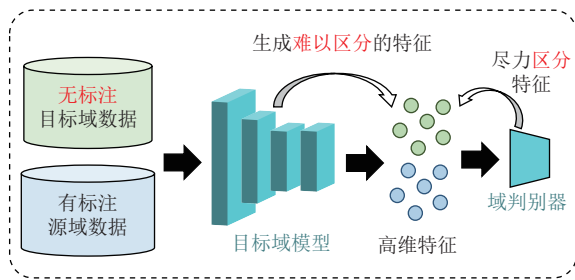 生成难以区分的特征
尽力区分
特征
无标注
目标域数据
有标注
源域数据
目标域模型
高维特征
域判别器